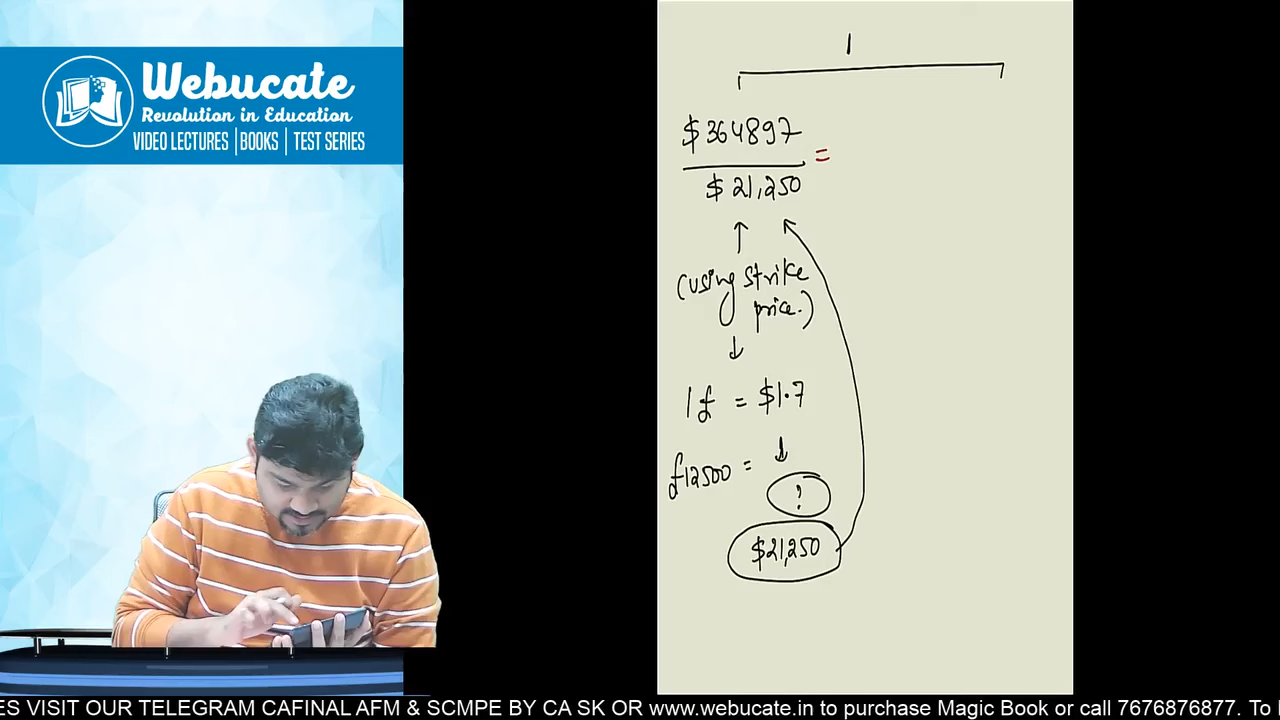 Webucate
Revolution in Education
VIDEO LECTURES | BOOKS | TEST SERIES
1
$364897
$21,250
=
(using strike
price.)
1£ = $1.7
£12500 =
?
$21,250
ES VISIT OUR TELEGRAM CAFINAL AFM & SCMPE BY CA SK OR www.webucate.in to purchase Magic Book or call 7676876877. To